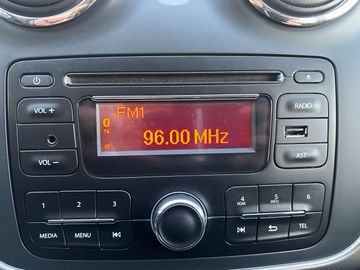 FM1
RADIO
VOL +
TA
96.00 MHz
AF
VOL −
AST
1 2 3
4 RDM 5 INFO 6
MEDIA MENU
TEL